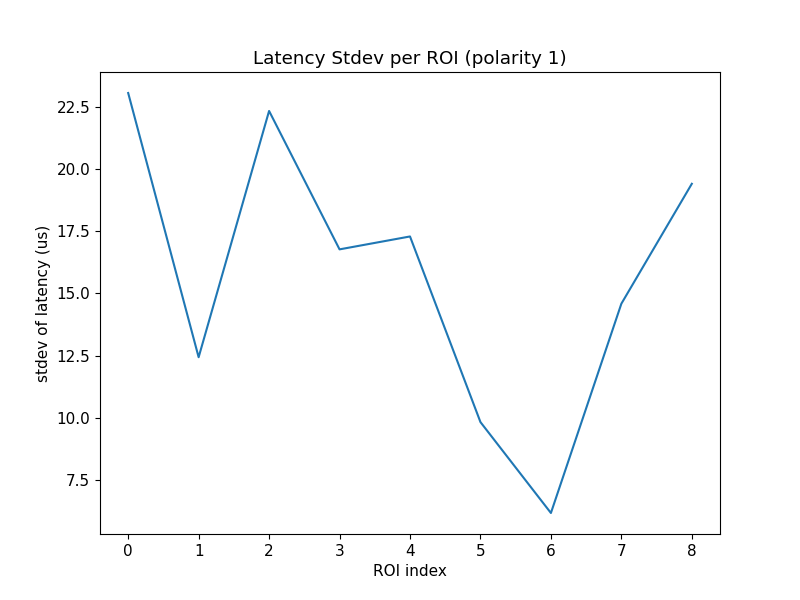 Latency Stdev per ROI (polarity 1)
stdev of latency (us)
22.5
20.0
17.5
15.0
12.5
10.0
7.5
0 1 2 3 4 5 6 7 8
ROI index